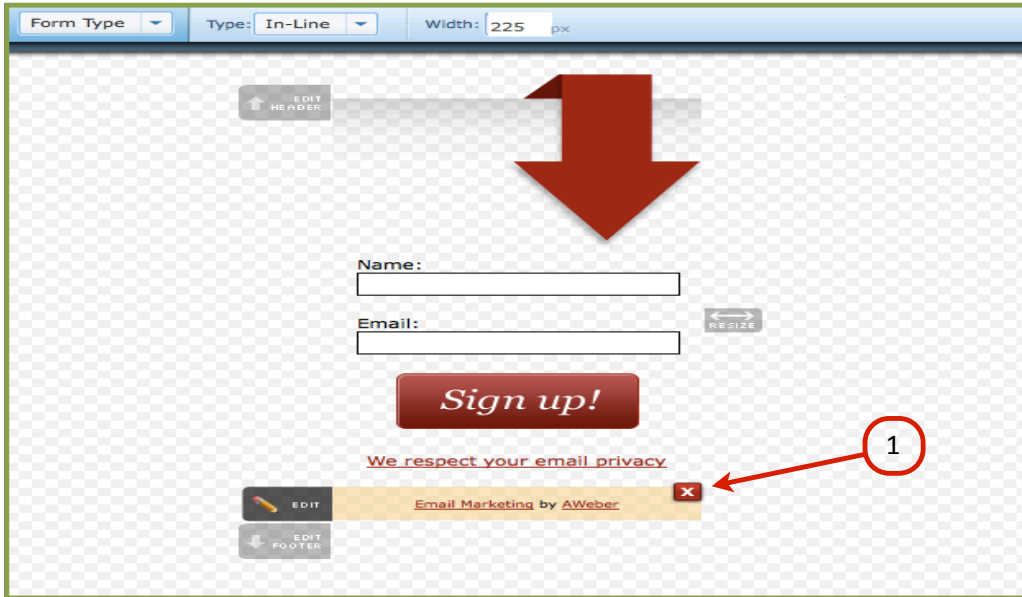 Form Type Type: In-Line Width: 225 px
EDIT
HEADER
Name:
Email:
RESIZE
Sign up!
We respect your email privacy
1
X
EDIT Email Marketing by AWeber
EDIT
FOOTER